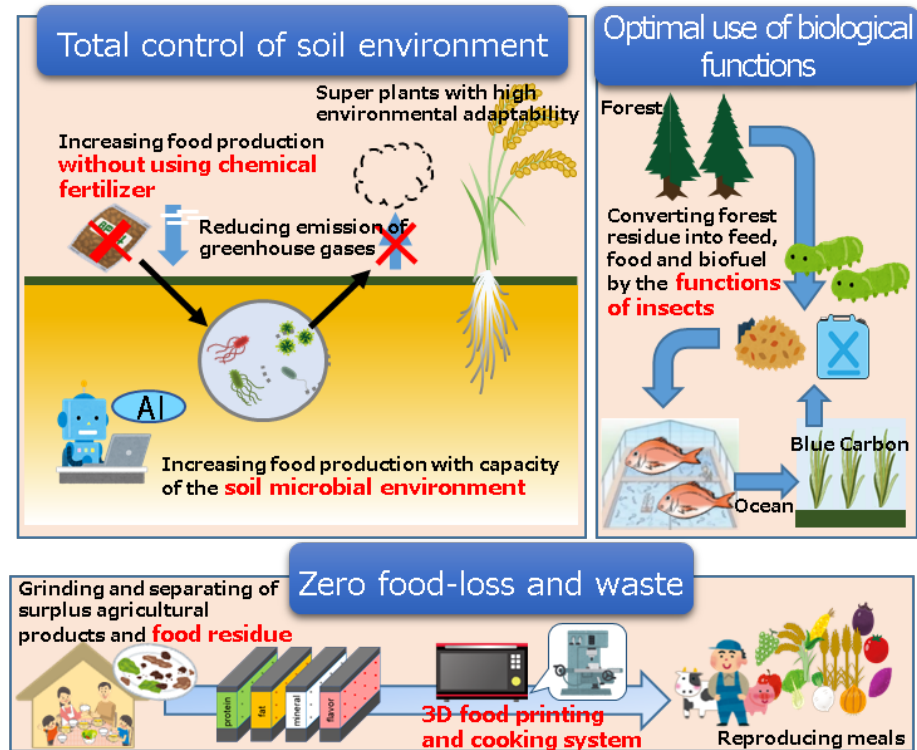 Total control of soil environment
Super plants with high
environmental adaptability
Increasing food production
without using chemical
fertilizer
Reducing emission of
greenhouse gases
AI
Increasing food production with capacity
of the soil microbial environment
Optimal use of biological
functions
Forest
Converting forest
residue into feed,
food and biofuel
by the functions
of insects
Blue Carbon
Ocean
Zero food-loss and waste
Grinding and separating of
surplus agricultural
products and food residue
protein
fat
mineral
flavor
3D food printing
and cooking system
Reproducing meals